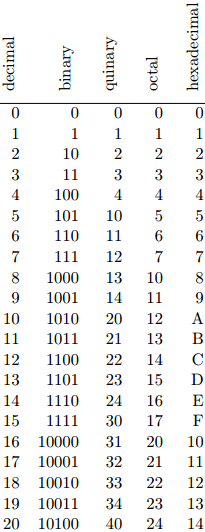 decimal binary quinary octal hexadecimal
0 0 0 0 0
1 1 1 1 1
2 10 2 2 2
3 11 3 3 3
4 100 4 4 4
5 101 10 5 5
6 110 11 6 6
7 111 12 7 7
8 1000 13 10 8
9 1001 14 11 9
10 1010 20 12 A
11 1011 21 13 B
12 1100 22 14 C
13 1101 23 15 D
14 1110 24 16 E
15 1111 30 17 F
16 10000 31 20 10
17 10001 32 21 11
18 10010 33 22 12
19 10011 34 23 13
20 10100 40 24 14